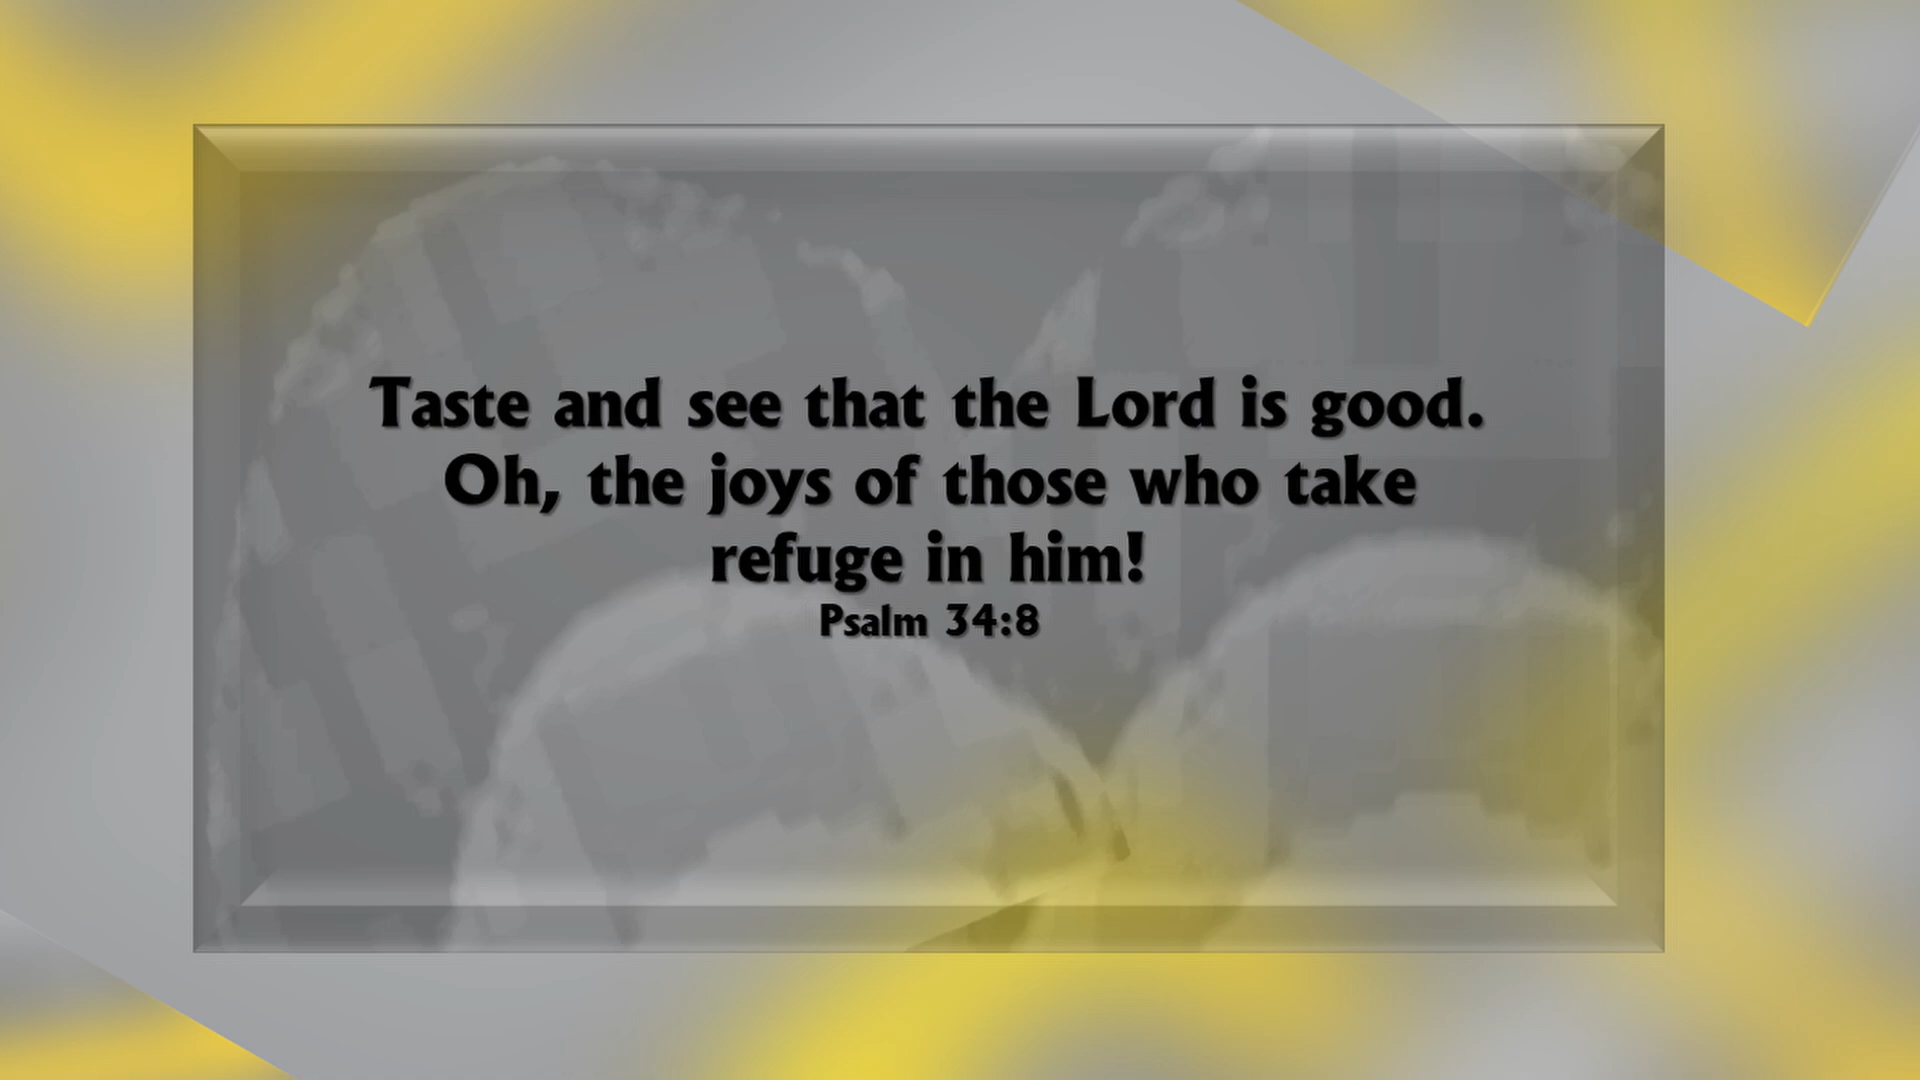 Taste and see that the Lord is good.
Oh, the joys of those who take
refuge in him!
Psalm 34:8